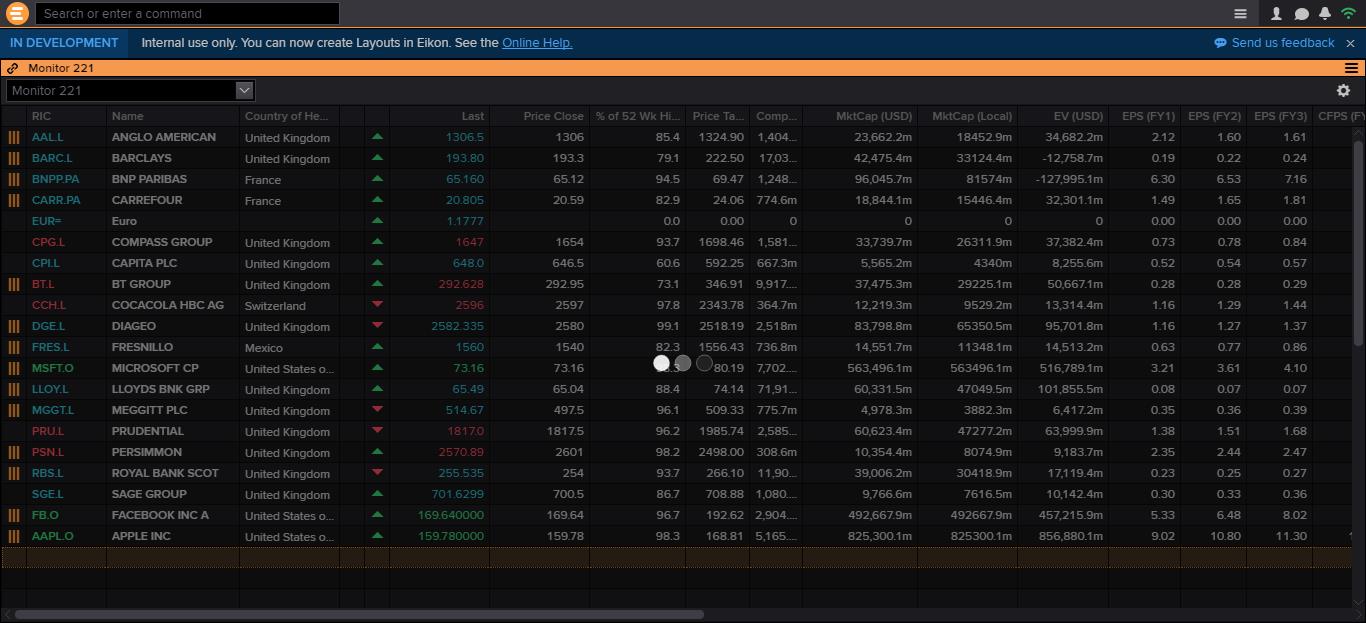 Search or enter a command
IN DEVELOPMENT Internal use only. You can now create Layouts in Eikon. See the Online Help. Send us feedback
Monitor 221
Monitor 221
RIC Name Country of He... Last Price Close % of 52 Wk Hi... Price Ta... Comp... MktCap (USD) MktCap (Local) EV (USD) EPS (FY1) EPS (FY2) EPS (FY3) CFPS (FY
AAL.L ANGLO AMERICAN United Kingdom 1306.5 1306 85.4 1324.90 1,404... 23,662.2m 18452.9m 34,682.2m 2.12 1.60 1.61
BARC.L BARCLAYS United Kingdom 193.80 193.3 79.1 222.50 17,03... 42,475.4m 33124.4m -12,758.7m 0.19 0.22 0.24
BNPP.PA BNP PARIBAS France 65.160 65.12 94.5 69.47 1,248... 96,045.7m 81574m -127,995.1m 6.30 6.53 7.16
CARR.PA CARREFOUR France 20.805 20.59 82.9 24.06 774.6m 18,844.1m 15446.4m 32,301.1m 1.49 1.65 1.81
EUR= Euro 1.1777 0.0 0.00 0 0 0 0 0.00 0.00 0.00
CPG.L COMPASS GROUP United Kingdom 1647 1654 93.7 1698.46 1,581... 33,739.7m 26311.9m 37,382.4m 0.73 0.78 0.84
CPI.L CAPITA PLC United Kingdom 648.0 646.5 60.6 592.25 667.3m 5,565.2m 4340m 8,255.6m 0.52 0.54 0.57
BT.L BT GROUP United Kingdom 292.628 292.95 73.1 346.91 9,917... 37,475.3m 29225.1m 50,667.1m 0.28 0.28 0.29
CCH.L COCACOLA HBC AG Switzerland 2596 2597 97.8 2343.78 364.7m 12,219.3m 9529.2m 13,314.4m 1.16 1.29 1.44
DGE.L DIAGEO United Kingdom 2582.335 2580 99.1 2518.19 2,518m 83,798.8m 65350.5m 95,701.8m 1.16 1.27 1.37
FRES.L FRESNILLO Mexico 1560 1540 82.3 1556.43 736.8m 14,551.7m 11348.1m 14,513.2m 0.63 0.77 0.86
MSFT.O MICROSOFT CP United States o... 73.16 73.16 80.19 7,702... 563,496.1m 563496.1m 516,789.1m 3.21 3.61 4.10
LLOY.L LLOYDS BNK GRP United Kingdom 65.49 65.04 88.4 74.14 71,91... 60,331.5m 47049.5m 101,855.5m 0.08 0.07 0.07
MGGT.L MEGGITT PLC United Kingdom 514.67 497.5 96.1 509.33 775.7m 4,978.3m 3882.3m 6,417.2m 0.35 0.36 0.39
PRU.L PRUDENTIAL United Kingdom 1817.0 1817.5 96.2 1985.74 2,585... 60,623.4m 47277.2m 63,999.9m 1.38 1.51 1.68
PSN.L PERSIMMON United Kingdom 2570.89 2601 98.2 2498.00 308.6m 10,354.4m 8074.9m 9,183.7m 2.35 2.44 2.47
RBS.L ROYAL BANK SCOT United Kingdom 255.535 254 93.7 266.10 11,90... 39,006.2m 30418.9m 17,119.4m 0.23 0.25 0.27
SGE.L SAGE GROUP United Kingdom 701.6299 700.5 86.7 708.88 1,080.... 9,766.6m 7616.5m 10,142.4m 0.30 0.33 0.36
FB.O FACEBOOK INC A United States o... 169.640000 169.64 96.7 192.62 2,904.... 492,667.9m 492667.9m 457,215.9m 5.33 6.48 8.02
AAPL.O APPLE INC United States o... 159.780000 159.78 98.3 168.81 5,165.... 825,300.1m 825300.1m 856,880.1m 9.02 10.80 11.30